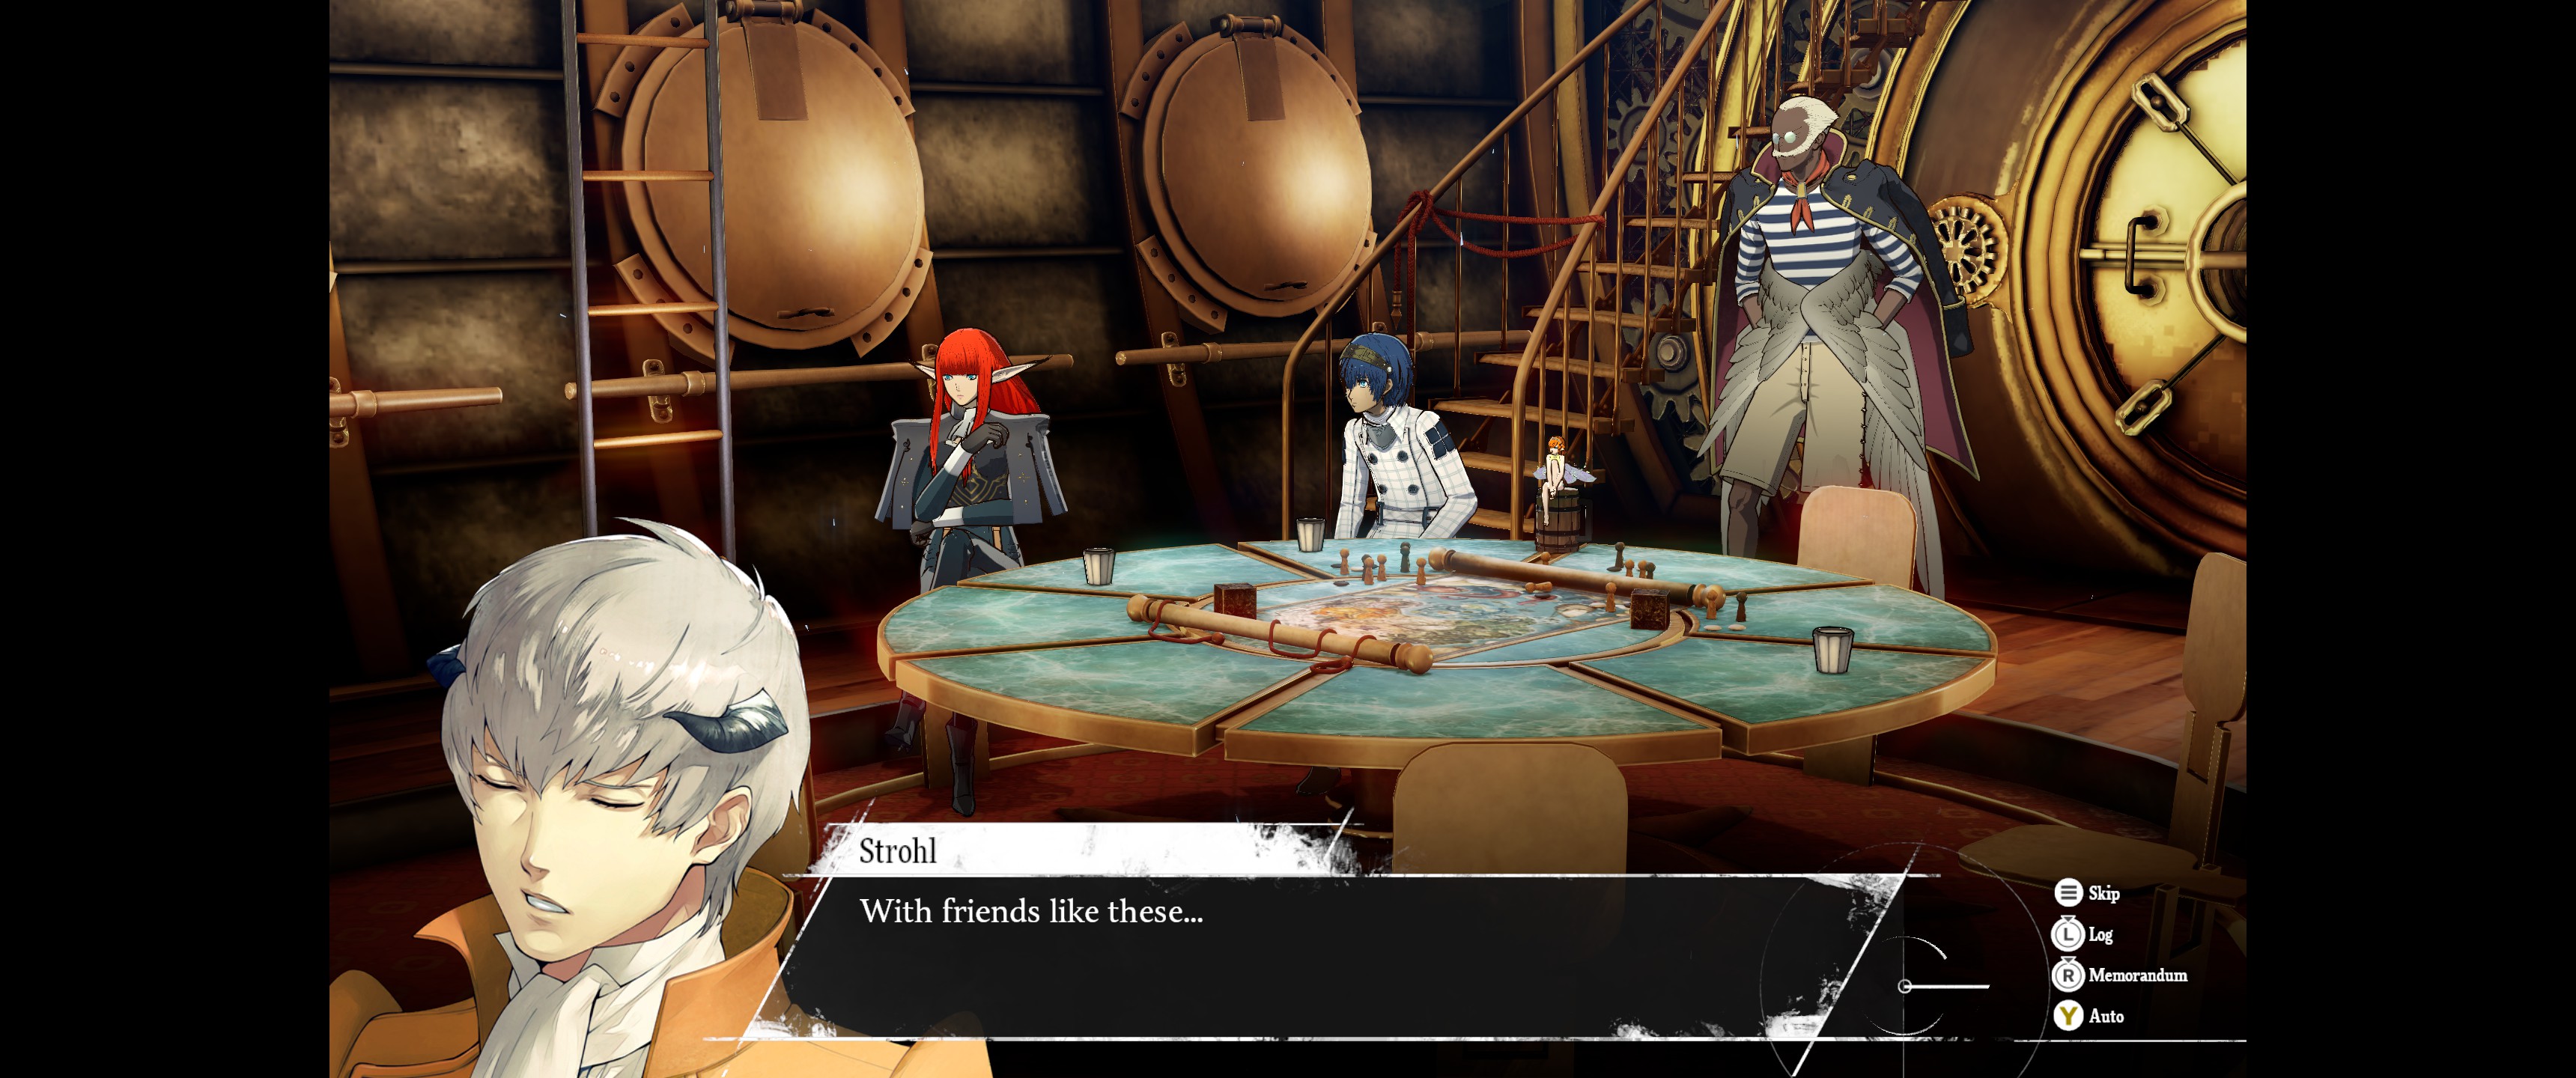 Strohl
With friends like these...
Skip
L Log
R Memorandum
Y Auto